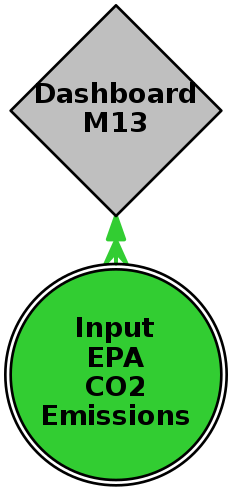 Dashboard
M13
Input
EPA
CO2
Emissions